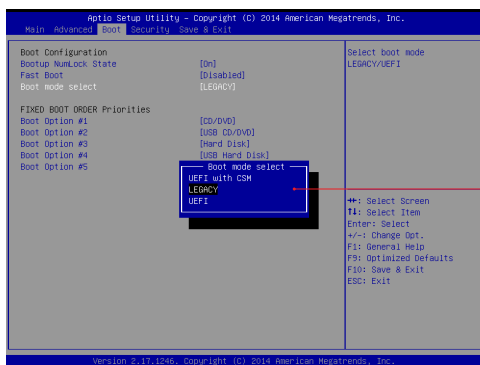 Aptio Setup Utility – Copyright (C) 2014 American Megatrends, Inc.
Main Advanced Boot Security Save & Exit
Boot Configuration
Bootup NumLock State [On]
Fast Boot [Disabled]
Boot mode select [LEGACY]
FIXED BOOT ORDER Priorities
Boot Option #1 [CD/DVD]
Boot Option #2 [USB CD/DVD]
Boot Option #3 [Hard Disk]
Boot Option #4 [USB Hard Disk]
Boot Option #5
Boot mode select
UEFI with CSM
LEGACY
UEFI
Select boot mode
LEGACY/UEFI
→←: Select Screen
↑↓: Select Item
Enter: Select
+/-: Change Opt.
F1: General Help
F9: Optimized Defaults
F10: Save & Exit
ESC: Exit
Version 2.17.1246. Copyright (C) 2014 American Megatrends, Inc.